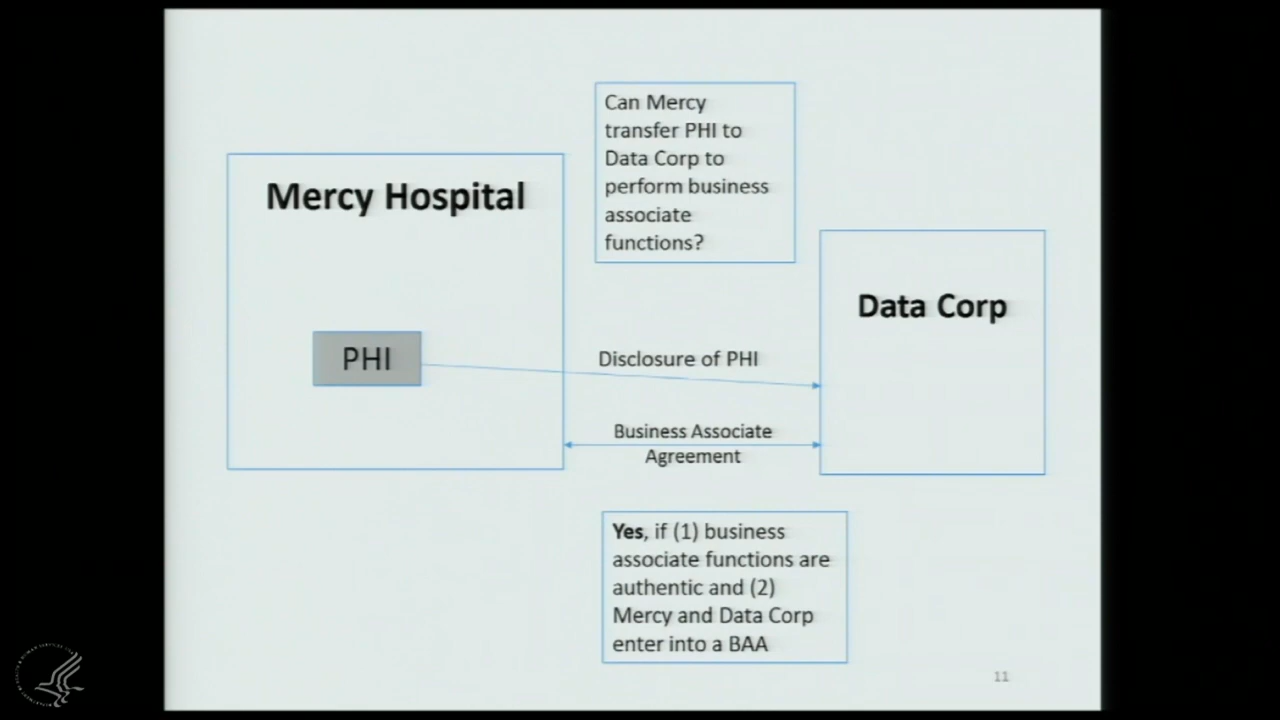 Can Mercy
transfer PHI to
Data Corp to
perform business
associate
functions?
Mercy Hospital
Data Corp
PHI
Disclosure of PHI
Business Associate
Agreement
Yes, if (1) business
associate functions are
authentic and (2)
Mercy and Data Corp
enter into a BAA
11